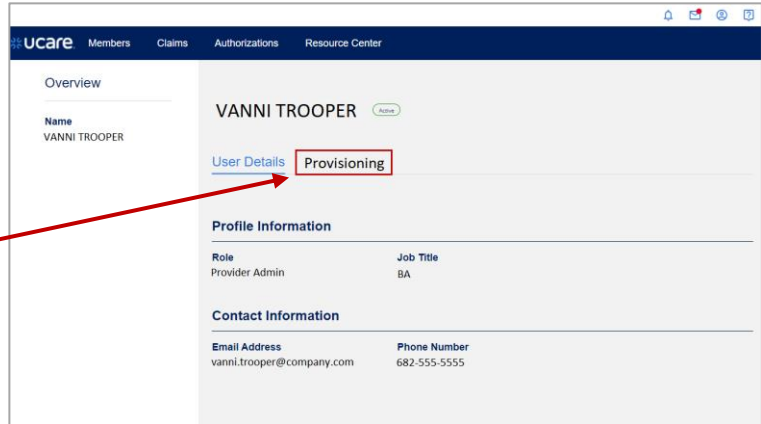 ucare. Members Claims Authorizations Resource Center
Overview
Name
VANNI TROOPER
VANNI TROOPER Active
User Details Provisioning
Profile Information
Role Job Title
Provider Admin BA
Contact Information
Email Address Phone Number
vanni.trooper@company.com 682-555-5555